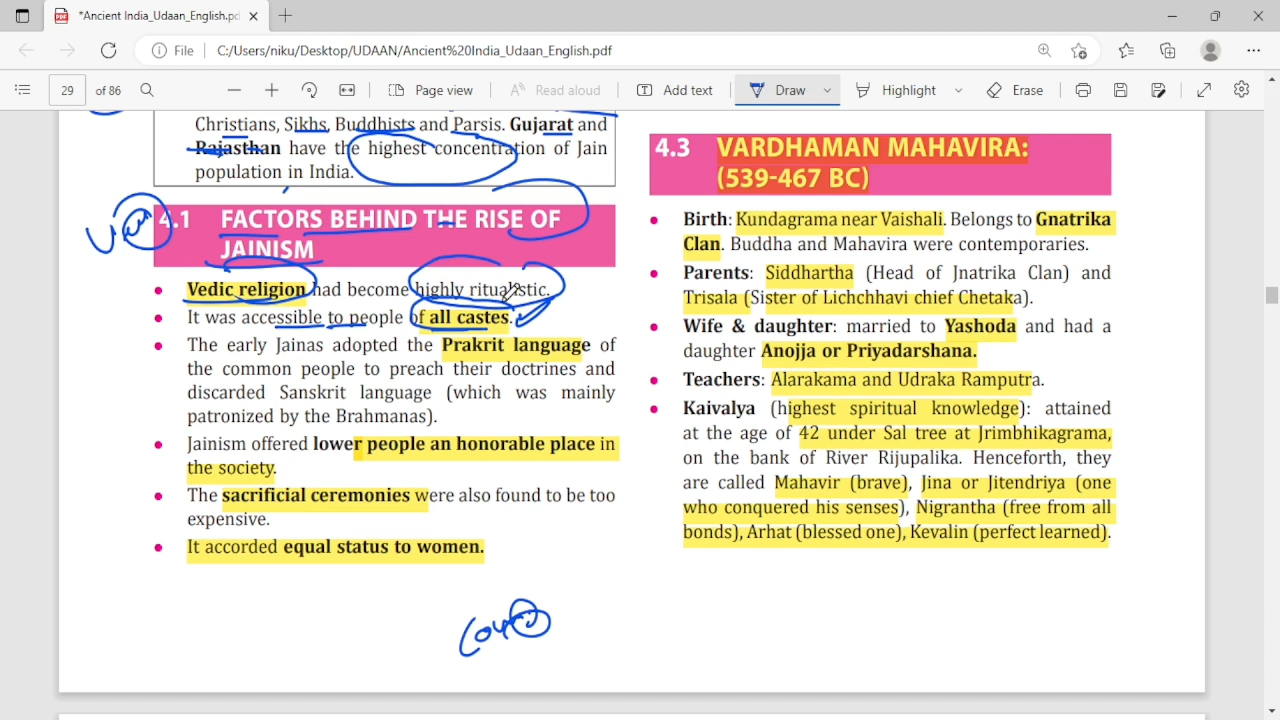 *Ancient India_Udaan_English.pd
File
C:/Users/niku/Desktop/UDAAN/Ancient%20India_Udaan_English.pdf
29 of 86
Page view
Read aloud
Add text
Draw
Highlight
Erase
Christians, Sikhs, Buddhists and Parsis. Gujarat and
Rajasthan have the highest concentration of Jain
population in India.
4.1 FACTORS BEHIND THE RISE OF
JAINISM
• Vedic religion had become highly ritualistic.
• It was accessible to people of all castes.
• The early Jainas adopted the Prakrit language of
the common people to preach their doctrines and
discarded Sanskrit language (which was mainly
patronized by the Brahmanas).
• Jainism offered lower people an honorable place in
the society.
• The sacrificial ceremonies were also found to be too
expensive.
• It accorded equal status to women.
4.3 VARDHAMAN MAHAVIRA:
(539-467 BC)
• Birth: Kundagrama near Vaishali. Belongs to Gnatrika
Clan. Buddha and Mahavira were contemporaries.
• Parents: Siddhartha (Head of Jnatrika Clan) and
Trisala (Sister of Lichchhavi chief Chetaka).
• Wife & daughter: married to Yashoda and had a
daughter Anojja or Priyadarshana.
• Teachers: Alarakama and Udraka Ramputra.
• Kaivalya (highest spiritual knowledge): attained
at the age of 42 under Sal tree at Jrimbhikagrama,
on the bank of River Rijupalika. Henceforth, they
are called Mahavir (brave), Jina or Jitendriya (one
who conquered his senses), Nigrantha (free from all
bonds), Arhat (blessed one), Kevalin (perfect learned).